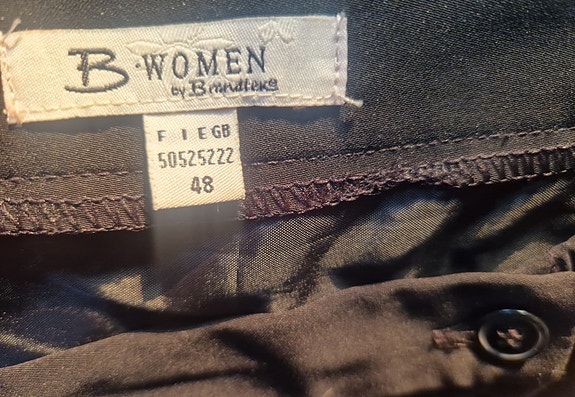 B·WOMEN
by Brandtex
F I E GB
50525222
48